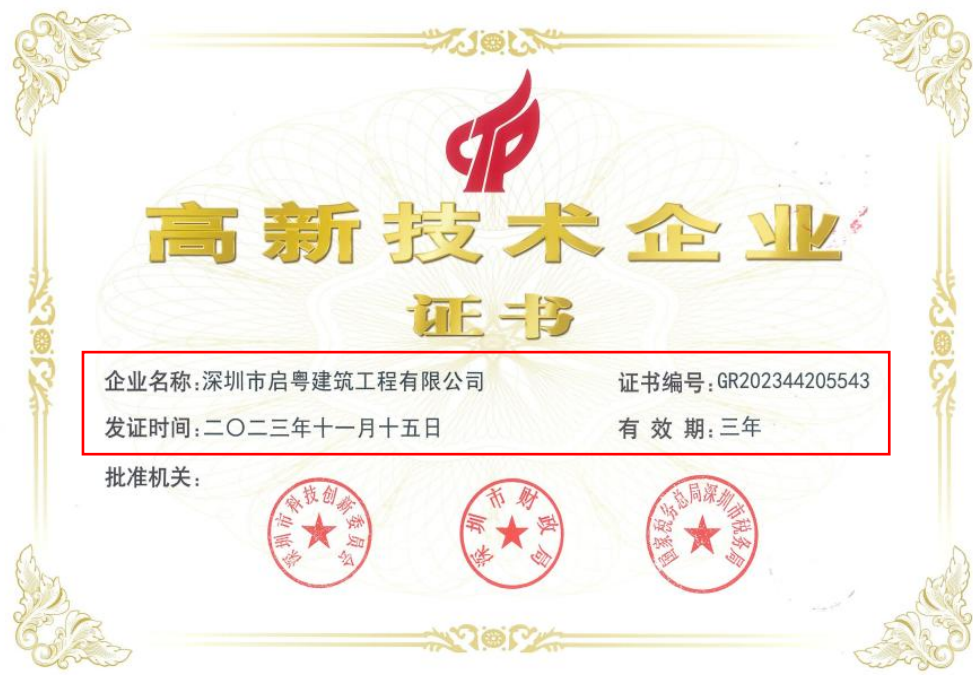 高新技术企业
证书
企业名称:深圳市启粤建筑工程有限公司
证书编号:GR202344205543
发证时间:二〇二三年十一月十五日
有效期:三年
批准机关:
深圳市科技创新委员会
深圳市财政局
国家税务总局深圳市税务局